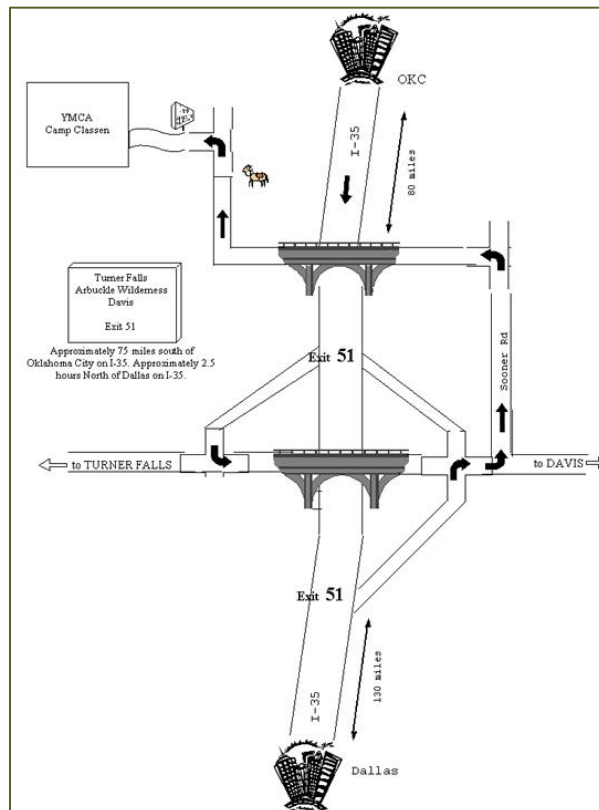 OKC
YMCA
Camp Classen
I-35
80 miles
Turner Falls
Arbuckle Wilderness
Davis
Exit 51
Approximately 75 miles south of
Oklahoma City on I-35. Approximately 2.5
hours North of Dallas on I-35.
Exit 51
Sooner Rd
to TURNER FALLS
to DAVIS
Exit 51
130 miles
I-35
Dallas